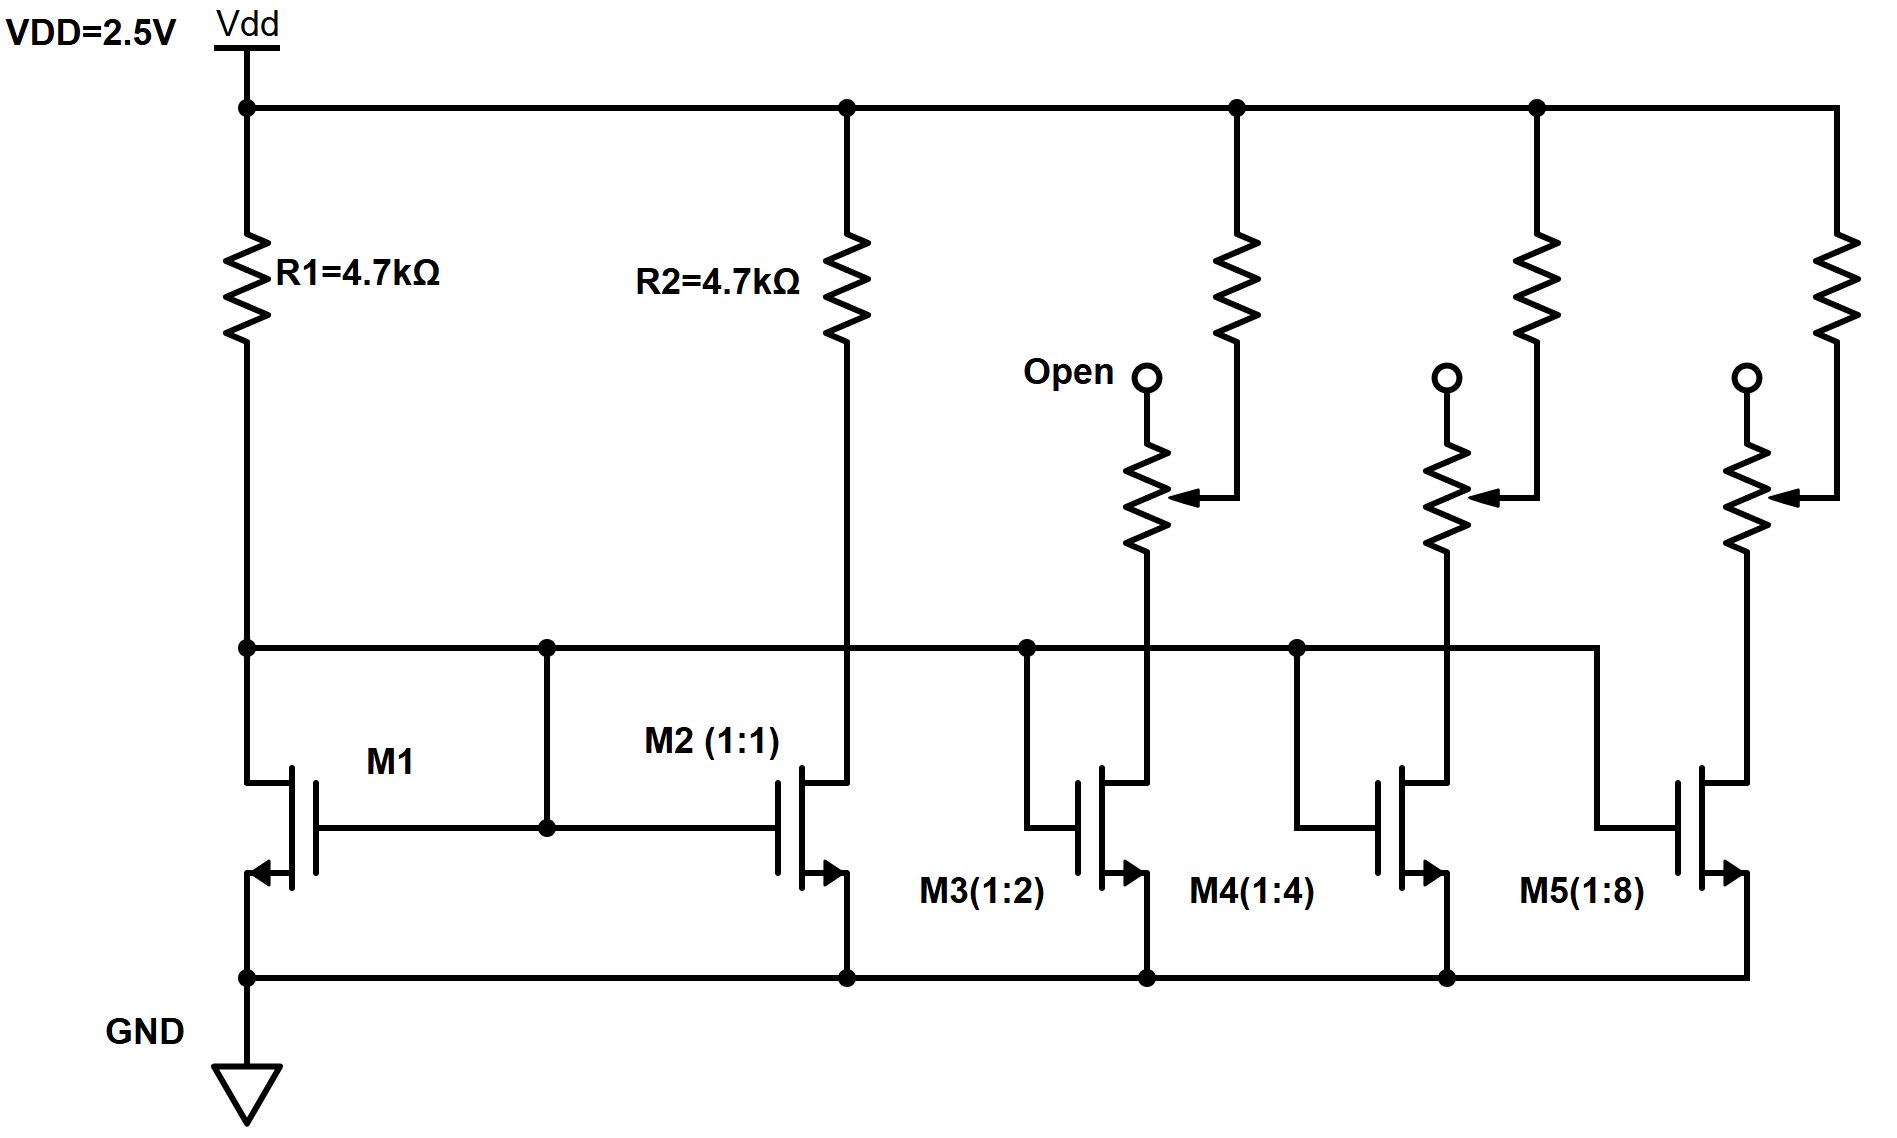 VDD=2.5V
Vdd
R1=4.7kΩ
R2=4.7kΩ
Open
M1
M2 (1:1)
M3(1:2)
M4(1:4)
M5(1:8)
GND